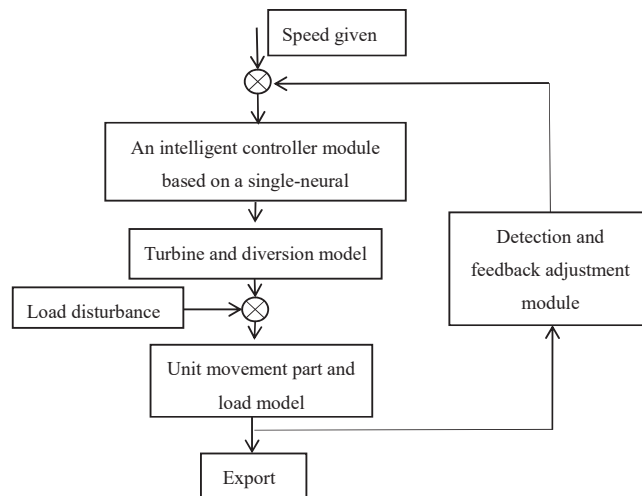 Speed given
An intelligent controller module
based on a single-neural
Turbine and diversion model
Detection and
feedback adjustment
module
Load disturbance
Unit movement part and
load model
Export